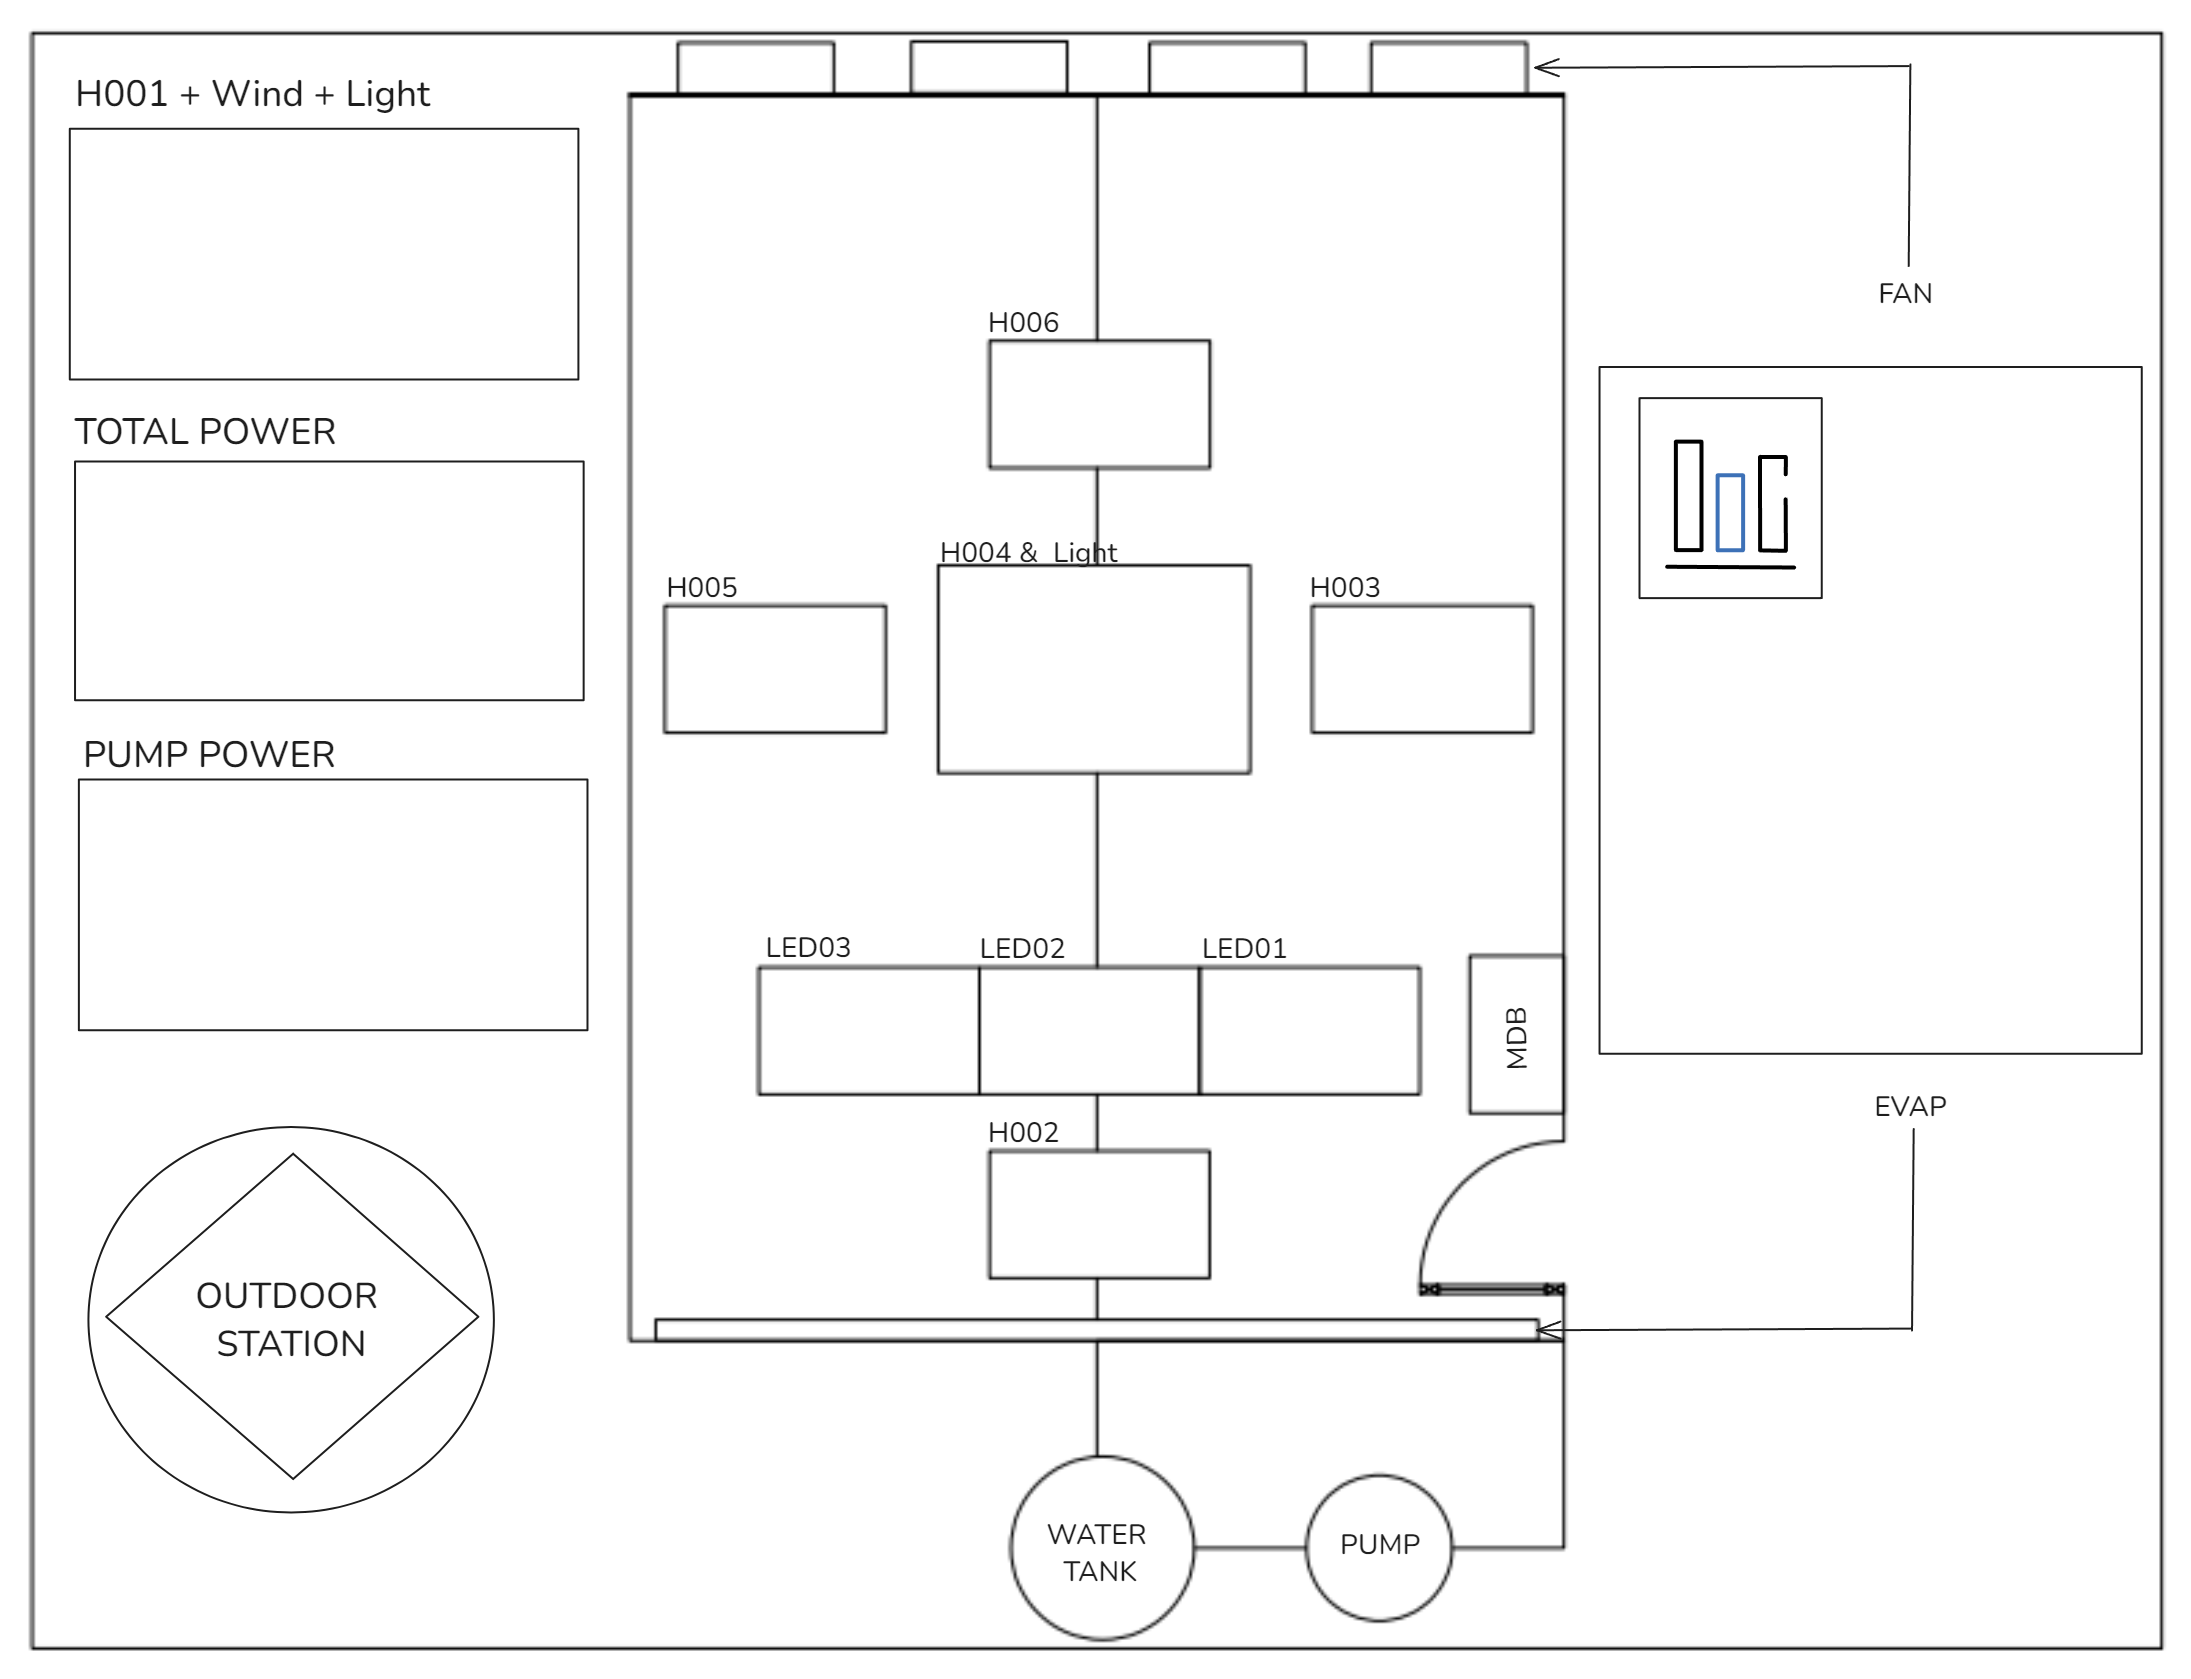 H001 + Wind + Light
TOTAL POWER
PUMP POWER
OUTDOOR
STATION
H006
H004 &  Light
H005
H003
LED03
LED02
LED01
MDB
H002
WATER
TANK
PUMP
FAN
EVAP